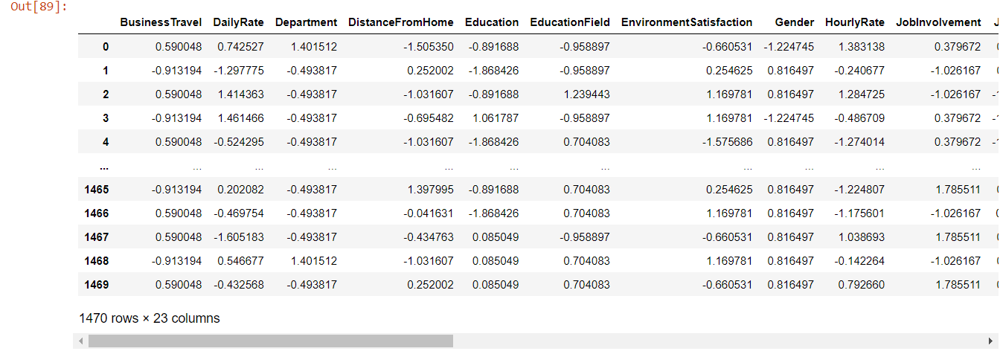 Out[89]:
BusinessTravel DailyRate Department DistanceFromHome Education EducationField EnvironmentSatisfaction Gender HourlyRate JobInvolvement
0 0.590048 0.742527 1.401512 -1.505350 -0.891688 -0.958897 -0.660531 -1.224745 1.383138 0.379672
1 -0.913194 -1.297775 -0.493817 0.252002 -1.868426 -0.958897 0.254625 0.816497 -0.240677 -1.026167
2 0.590048 1.414363 -0.493817 -1.031607 -0.891688 1.239443 1.169781 0.816497 1.284725 -1.026167
3 -0.913194 1.461466 -0.493817 -0.695482 1.061787 -0.958897 1.169781 -1.224745 -0.486709 0.379672
4 0.590048 -0.524295 -0.493817 -1.031607 -1.868426 0.704083 -1.575686 0.816497 -1.274014 0.379672
... ... ... ... ... ... ... ... ... ... ...
1465 -0.913194 0.202082 -0.493817 1.397995 -0.891688 0.704083 0.254625 0.816497 -1.224807 1.785511
1466 0.590048 -0.469754 -0.493817 -0.041631 -1.868426 0.704083 1.169781 0.816497 -1.175601 -1.026167
1467 0.590048 -1.605183 -0.493817 -0.434763 0.085049 -0.958897 -0.660531 0.816497 1.038693 1.785511
1468 -0.913194 0.546677 1.401512 -1.031607 0.085049 0.704083 1.169781 0.816497 -0.142264 -1.026167
1469 0.590048 -0.432568 -0.493817 0.252002 0.085049 0.704083 -0.660531 0.816497 0.792660 1.785511
1470 rows × 23 columns